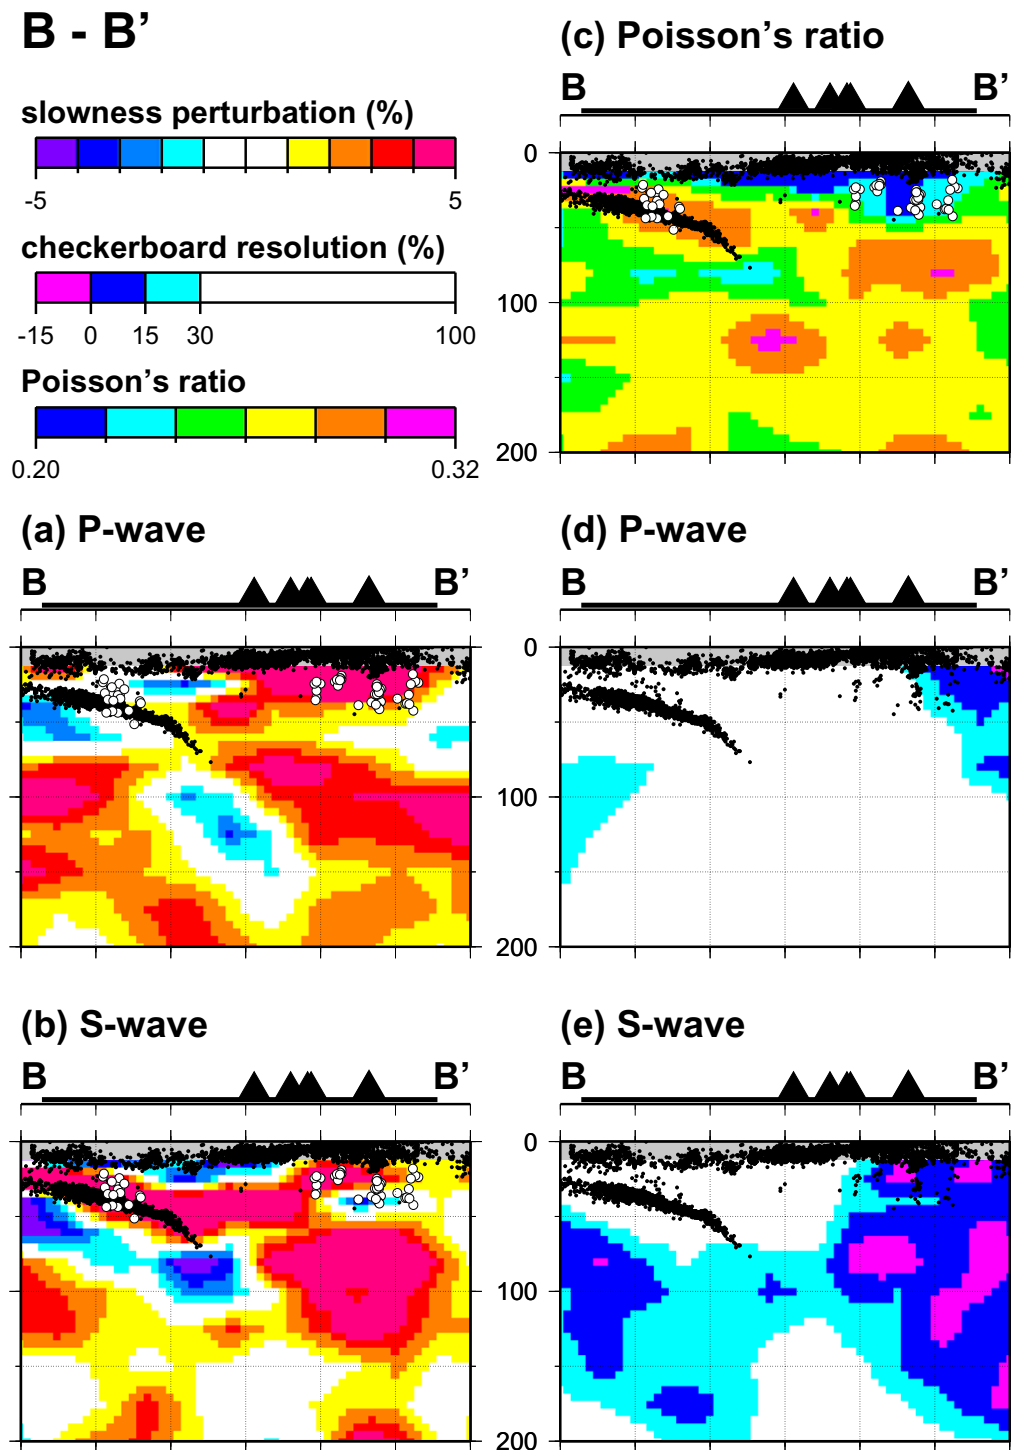 B - B’
slowness perturbation (%)
-5 5
checkerboard resolution (%)
-15 0 15 30 100
Poisson’s ratio
0.20 0.32
(c) Poisson’s ratio
B B’
0
100
200
(a) P-wave
B B’
(d) P-wave
B B’
0
100
200
(b) S-wave
B B’
(e) S-wave
B B’
0
100
200